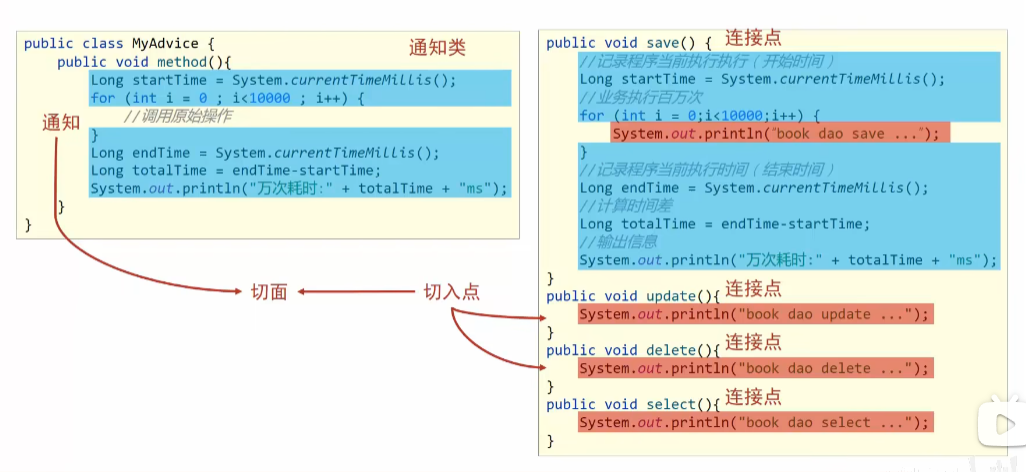 public class MyAdvice {
通知类
public void method(){
Long startTime = System.currentTimeMillis();
for (int i = 0 ; i<10000 ; i++) {
//调用原始操作
通知
}
Long endTime = System.currentTimeMillis();
Long totalTime = endTime-startTime;
System.out.println("万次耗时:" + totalTime + "ms");
}
}
切面
切入点
public void save() {
连接点
//记录程序当前执行执行（开始时间）
Long startTime = System.currentTimeMillis();
//业务执行百万次
for (int i = 0;i<10000;i++) {
System.out.println("book dao save ...");
}
//记录程序当前执行时间（结束时间）
Long endTime = System.currentTimeMillis();
//计算时间差
Long totalTime = endTime-startTime;
//输出信息
System.out.println("万次耗时:" + totalTime + "ms");
}
public void update(){
连接点
System.out.println("book dao update ...");
}
public void delete(){
连接点
System.out.println("book dao delete ...");
}
public void select(){
连接点
System.out.println("book dao select ...");
}